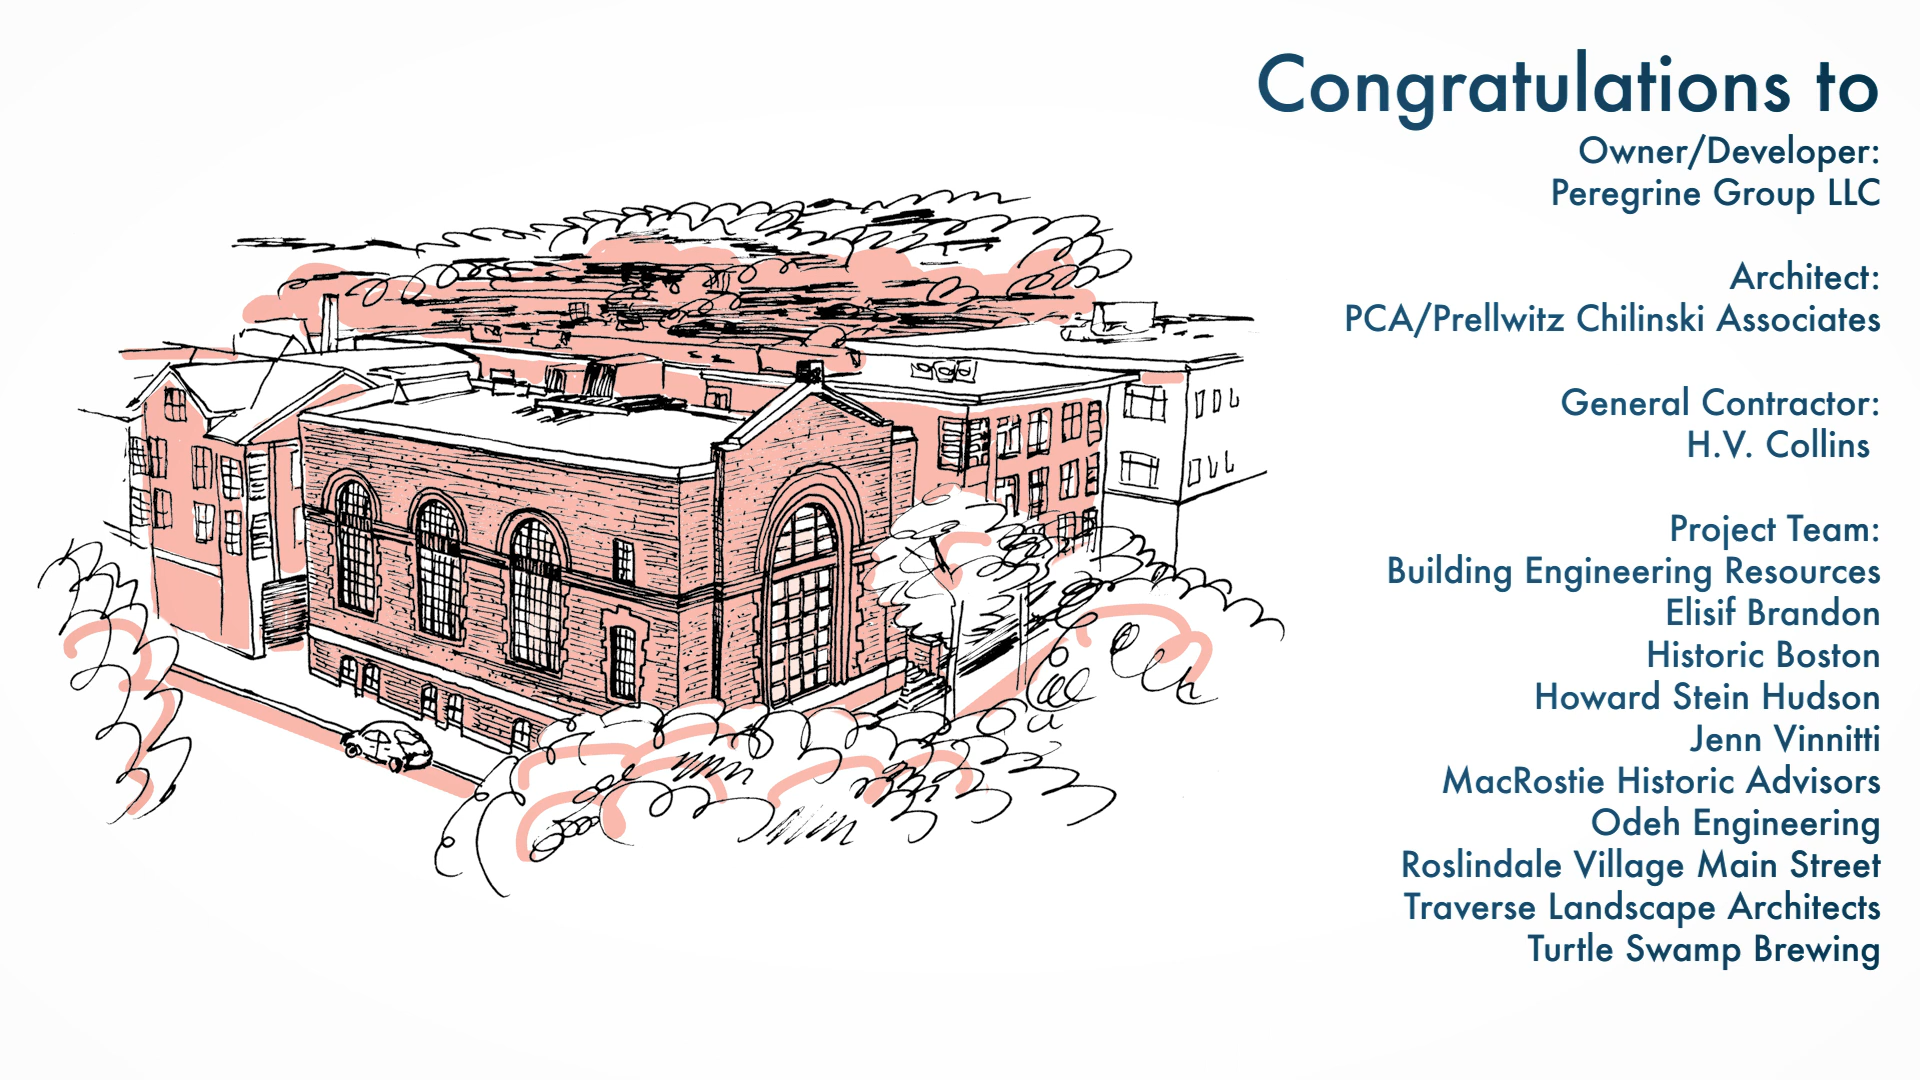 Congratulations to
Owner/Developer:
Peregrine Group LLC
Architect:
PCA/Prellwitz Chilinski Associates
General Contractor:
H.V. Collins
Project Team:
Building Engineering Resources
Elisif Brandon
Historic Boston
Howard Stein Hudson
Jenn Vinnitti
MacRostie Historic Advisors
Odeh Engineering
Roslindale Village Main Street
Traverse Landscape Architects
Turtle Swamp Brewing